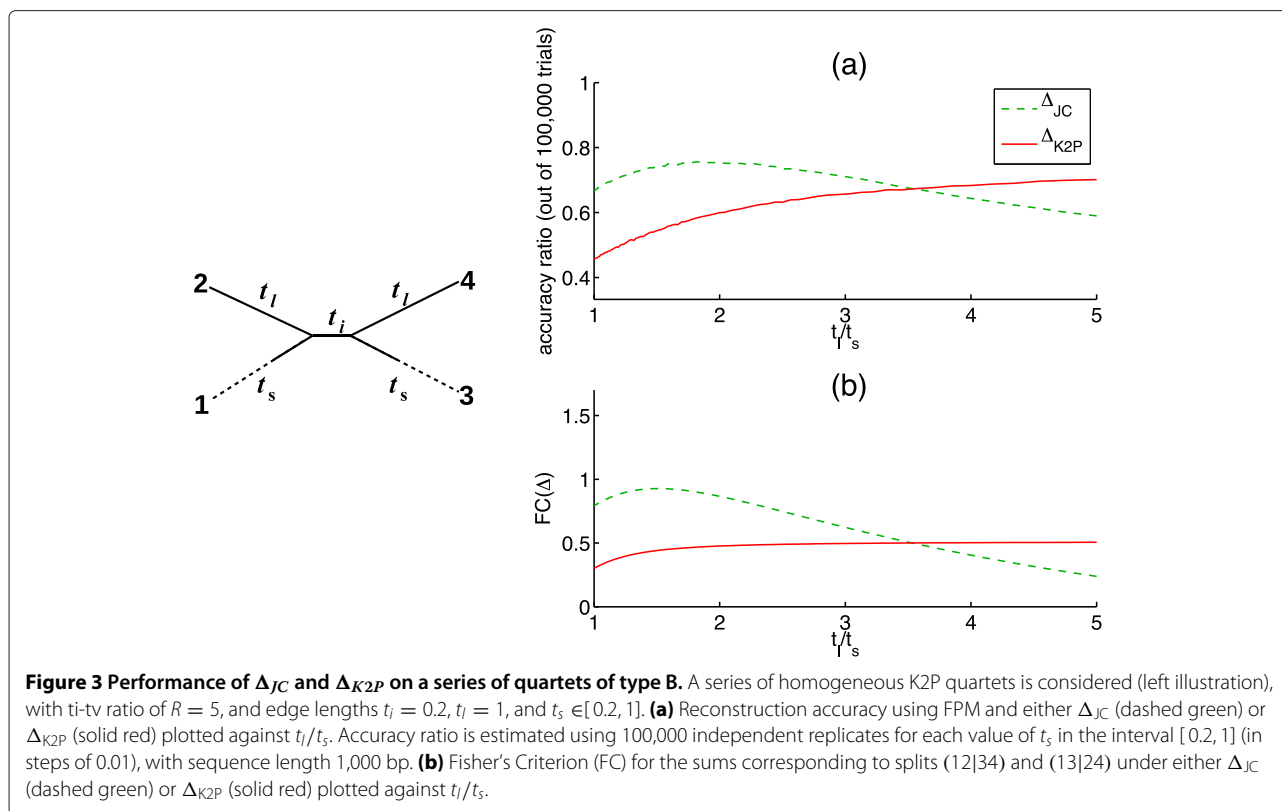 2
t_l
t_l
4
t_i
t_s
t_s
1
3
(a)
accuracy ratio (out of 100,000 trials)
1
0.8
0.6
0.4
Δ_JC
Δ_K2P
1
2
3
4
5
t_l/t_s
(b)
FC(Δ)
1.5
1
0.5
0
1
2
3
4
5
t_l/t_s
Figure 3 Performance of Δ_JC and Δ_K2P on a series of quartets of type B. A series of homogeneous K2P quartets is considered (left illustration),
with ti-tv ratio of R = 5, and edge lengths t_i = 0.2, t_l = 1, and t_s ∈[ 0.2, 1]. (a) Reconstruction accuracy using FPM and either Δ_JC (dashed green) or
Δ_K2P (solid red) plotted against t_l/t_s. Accuracy ratio is estimated using 100,000 independent replicates for each value of t_s in the interval [ 0.2, 1] (in
steps of 0.01), with sequence length 1,000 bp. (b) Fisher's Criterion (FC) for the sums corresponding to splits (12|34) and (13|24) under either Δ_JC
(dashed green) or Δ_K2P (solid red) plotted against t_l/t_s.